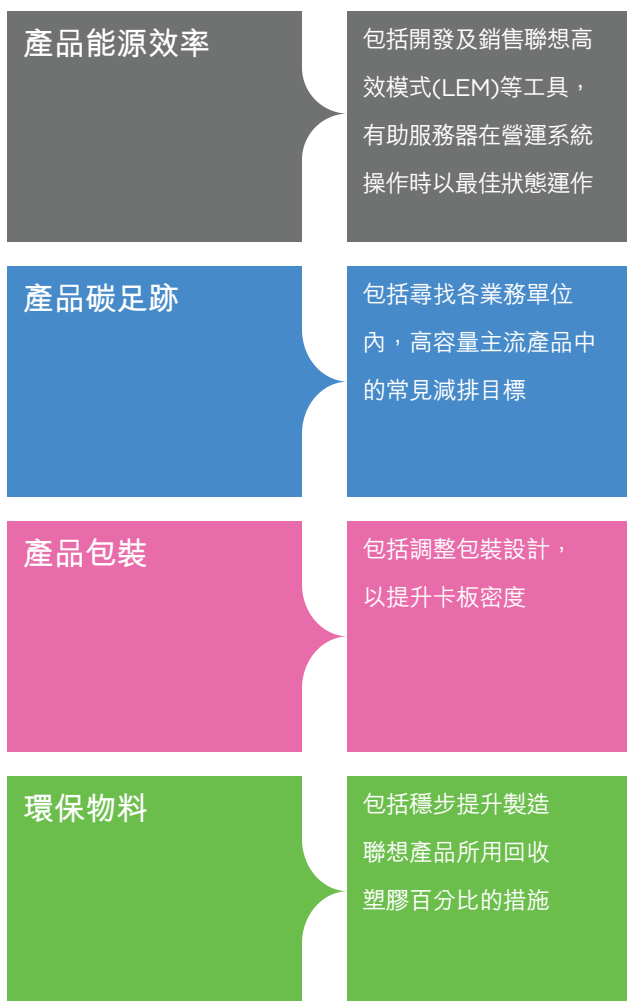 產品能源效率
包括開發及銷售聯想高
效模式(LEM)等工具，
有助服務器在營運系統
操作時以最佳狀態運作
產品碳足跡
包括尋找各業務單位
內，高容量主流產品中
的常見減排目標
產品包裝
包括調整包裝設計，
以提升卡板密度
環保物料
包括穩步提升製造
聯想產品所用回收
塑膠百分比的措施